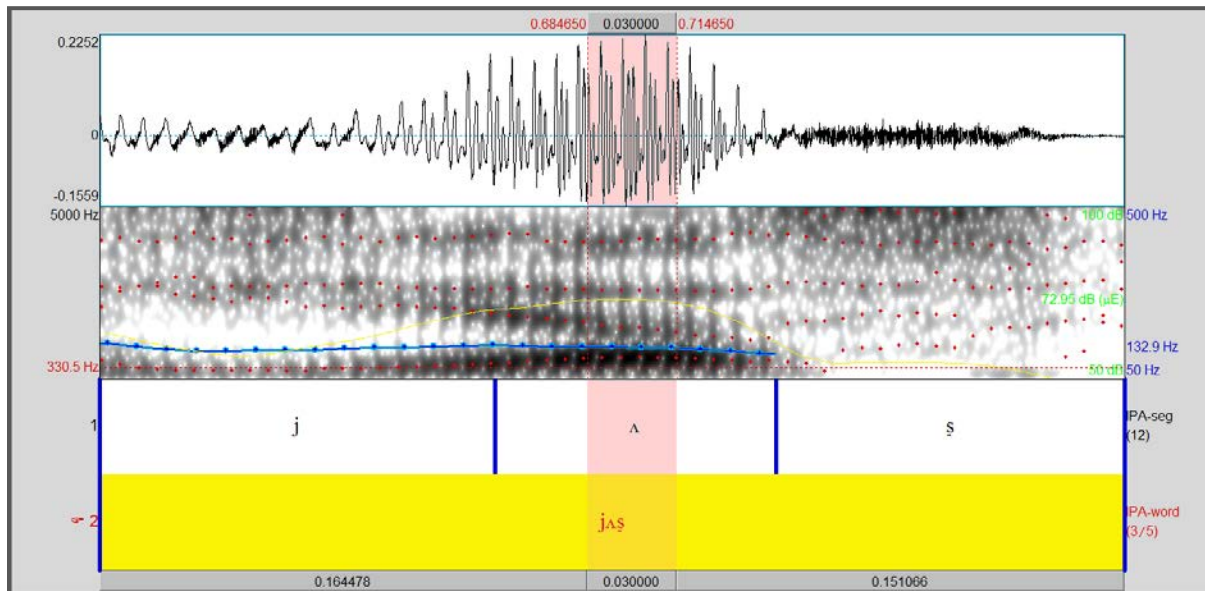 0.684650 0.030000 0.714650
0.2252
0
-0.1559
5000 Hz 100 dB 500 Hz
72.95 dB (µE)
132.9 Hz
330.5 Hz 50 dB 50 Hz
1 j ʌ s̠ IPA-seg
(12)
2 jʌs̠ IPA-word
(3/5)
0.164478 0.030000 0.151066